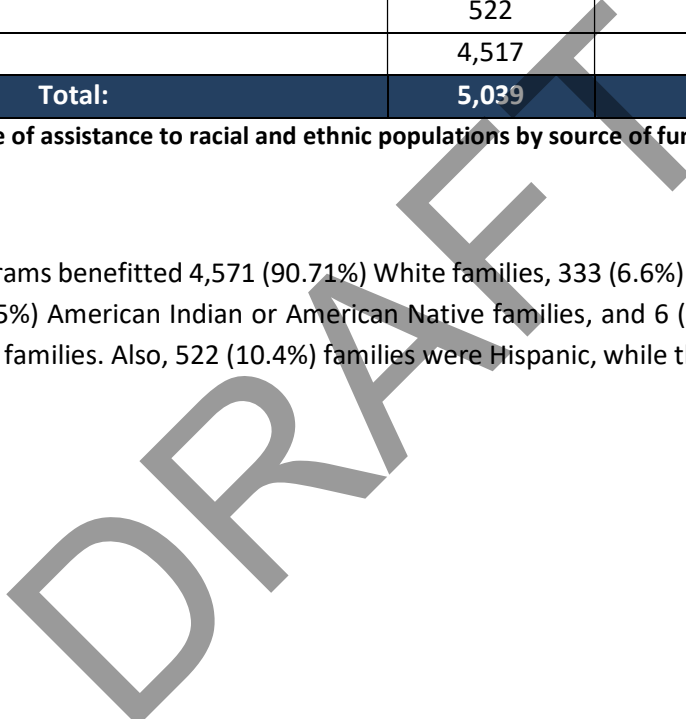 522
4,517
Total: 5,039
e of assistance to racial and ethnic populations by source of fur
rams benefitted 4,571 (90.71%) White families, 333 (6.6%)
5%) American Indian or American Native families, and 6 (
families. Also, 522 (10.4%) families were Hispanic, while t
DRAFT